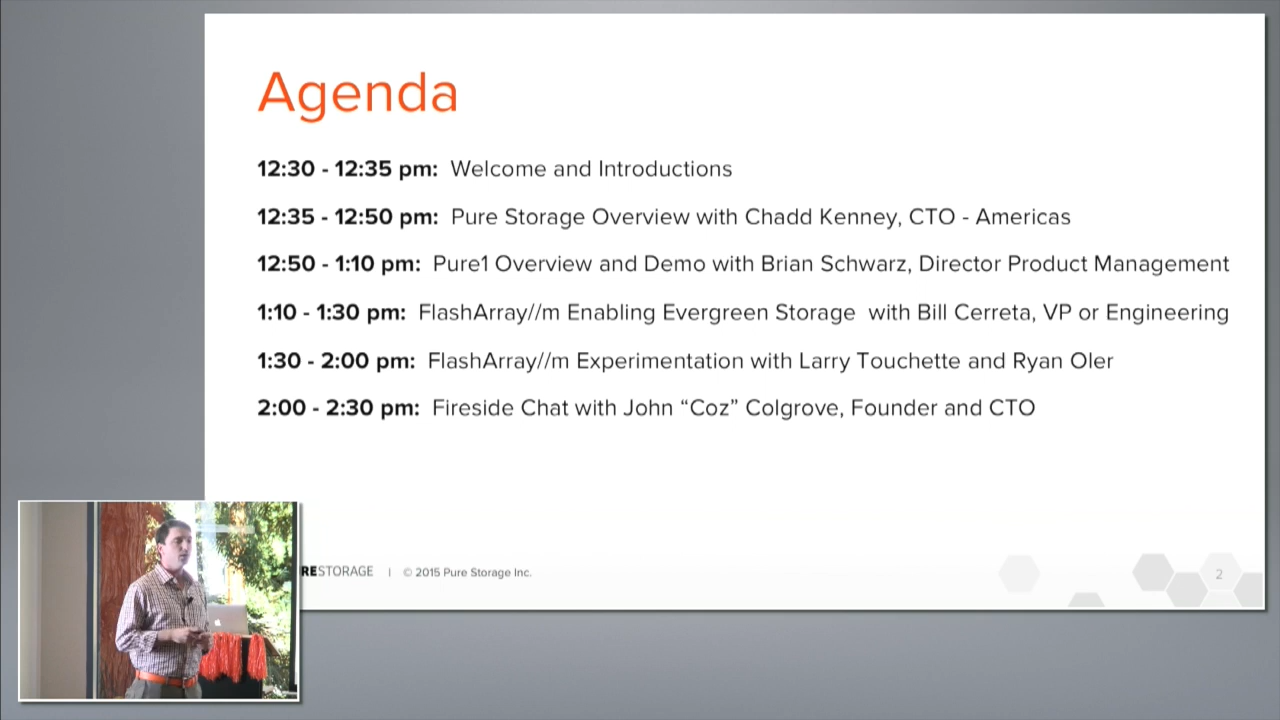 Agenda
12:30 - 12:35 pm: Welcome and Introductions
12:35 - 12:50 pm: Pure Storage Overview with Chadd Kenney, CTO - Americas
12:50 - 1:10 pm: Pure1 Overview and Demo with Brian Schwarz, Director Product Management
1:10 - 1:30 pm: FlashArray//m Enabling Evergreen Storage with Bill Cerreta, VP or Engineering
1:30 - 2:00 pm: FlashArray//m Experimentation with Larry Touchette and Ryan Oler
2:00 - 2:30 pm: Fireside Chat with John “Coz” Colgrove, Founder and CTO
RESTORAGE | © 2015 Pure Storage Inc. 2